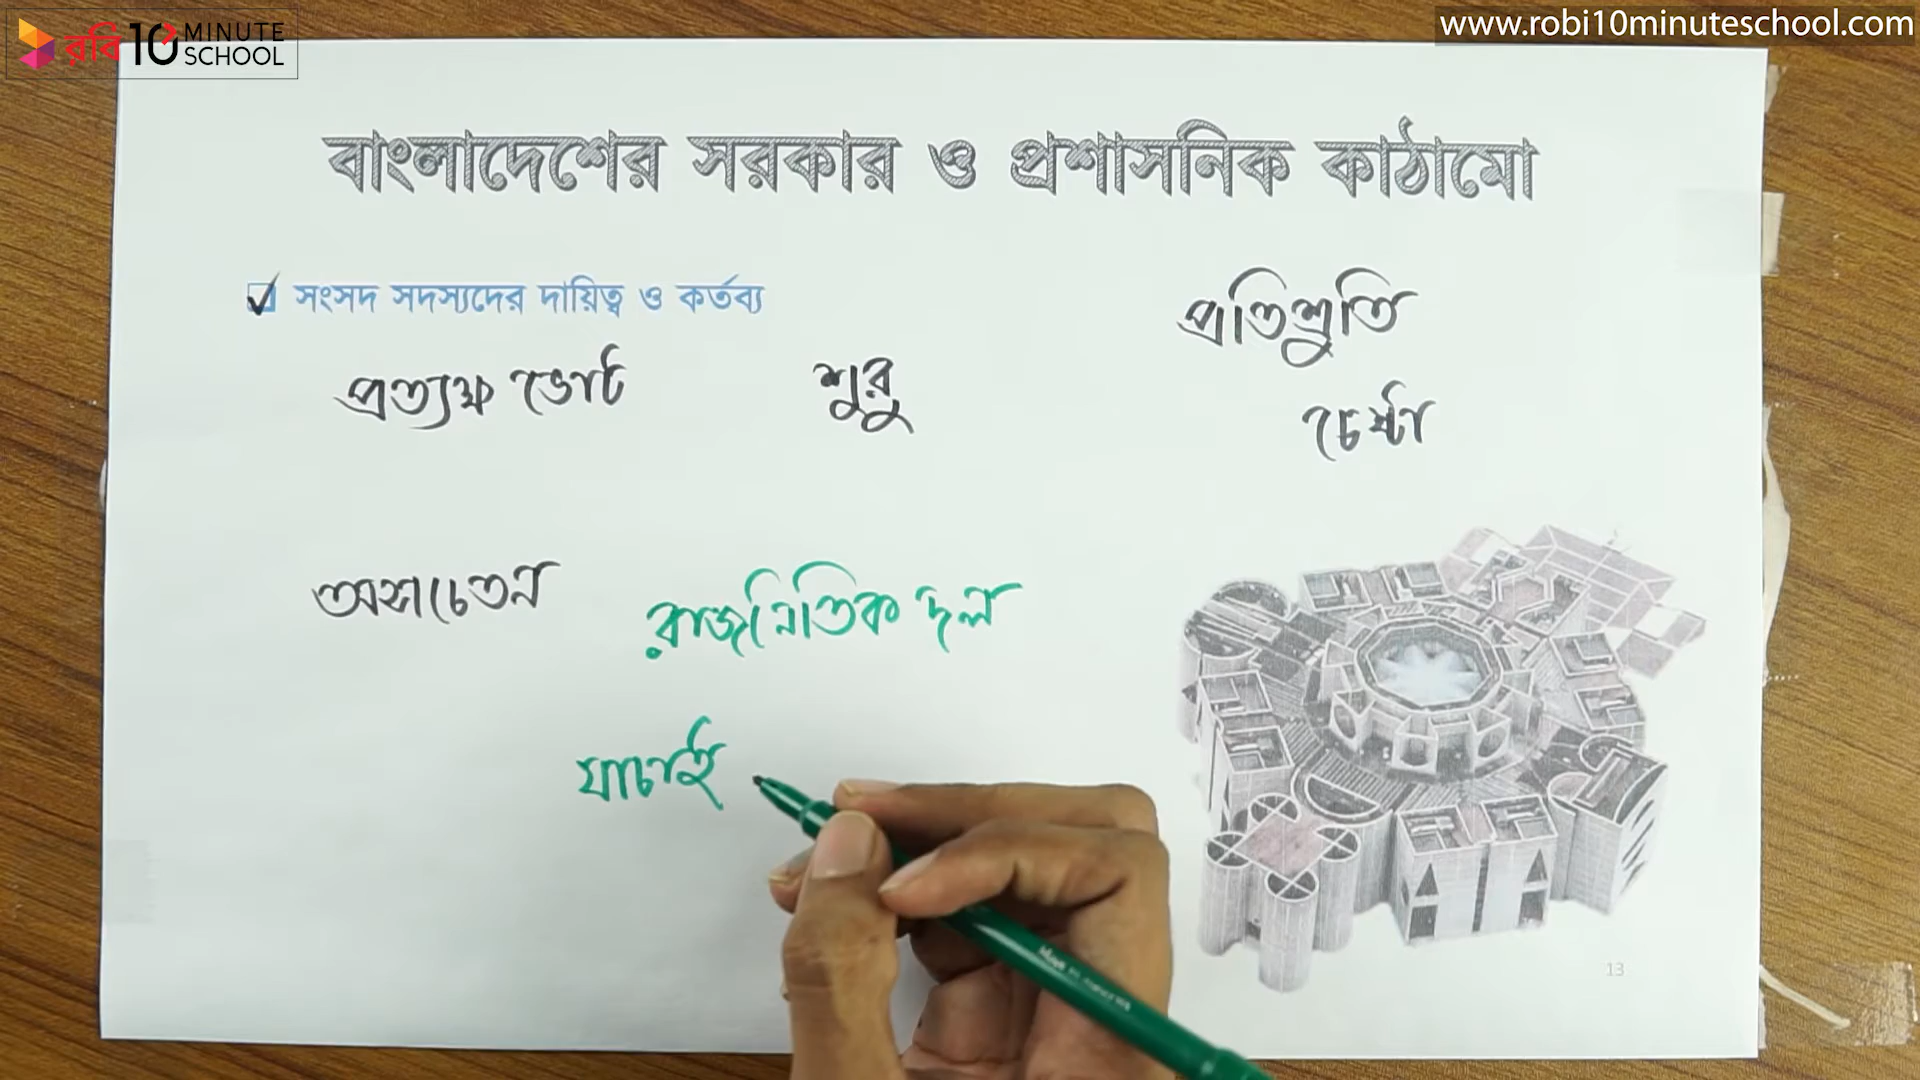 রবি 10 MINUTE SCHOOL
www.robi10minuteschool.com
বাংলাদেশের সরকার ও প্রশাসনিক কাঠামো
সংসদ সদস্যদের দায়িত্ব ও কর্তব্য
প্রতিশ্রুতি
প্রত্যক্ষ ভোট শুরু
চেষ্টা
অসচেতন রাজনিতিক দল
যাচাই
13